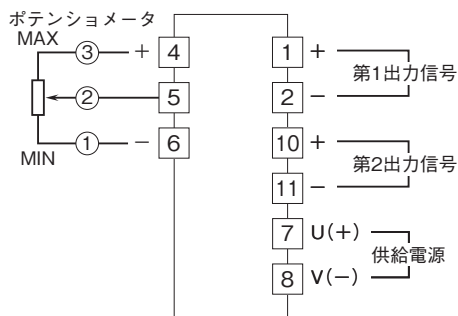 ポテンショメータ
MAX
③ + 4
② 5
① − 6
MIN
1 +
第1出力信号
2 −
10 +
第2出力信号
11 −
7 U(+)
供給電源
8 V(−)